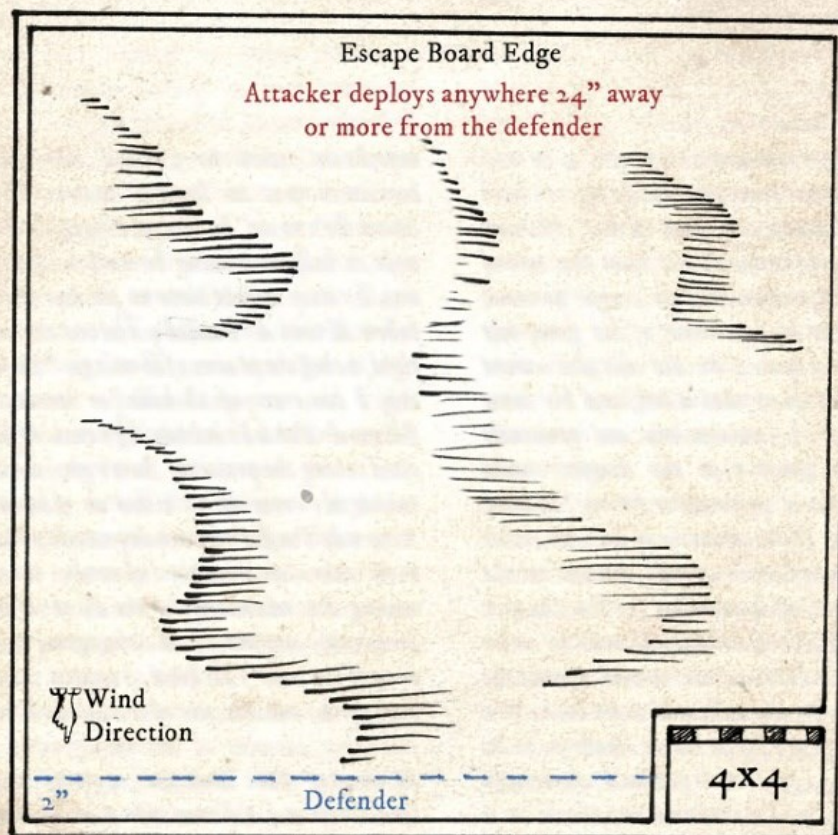 Escape Board Edge
Attacker deploys anywhere 24” away
or more from the defender
Wind
Direction
2”
Defender
4x4